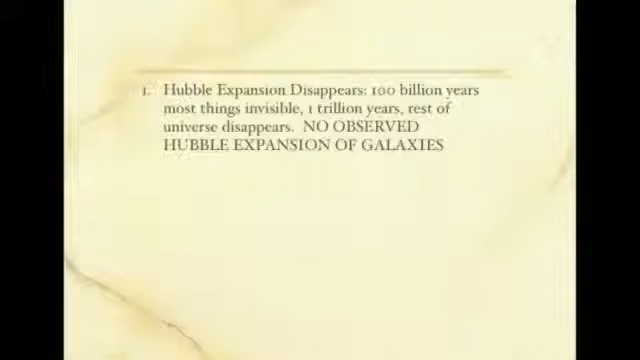 1. Hubble Expansion Disappears: 100 billion years
most things invisible, 1 trillion years, rest of
universe disappears. NO OBSERVED
HUBBLE EXPANSION OF GALAXIES